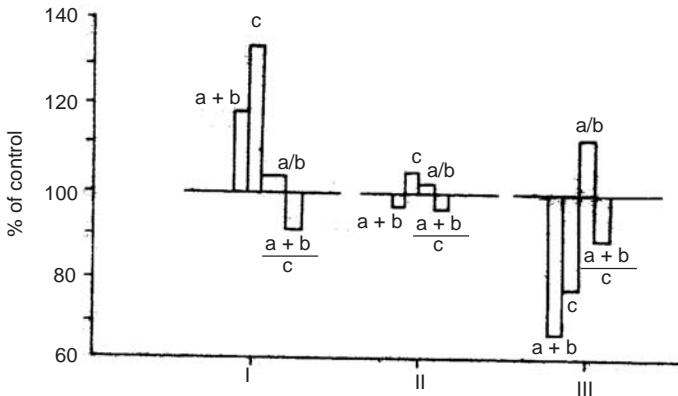 140
120
100
80
60
% of control
a + b
c
a/b
a + b
c
a + b
c
a/b
a + b
c
a + b
c
a/b
a + b
c
I
II
III